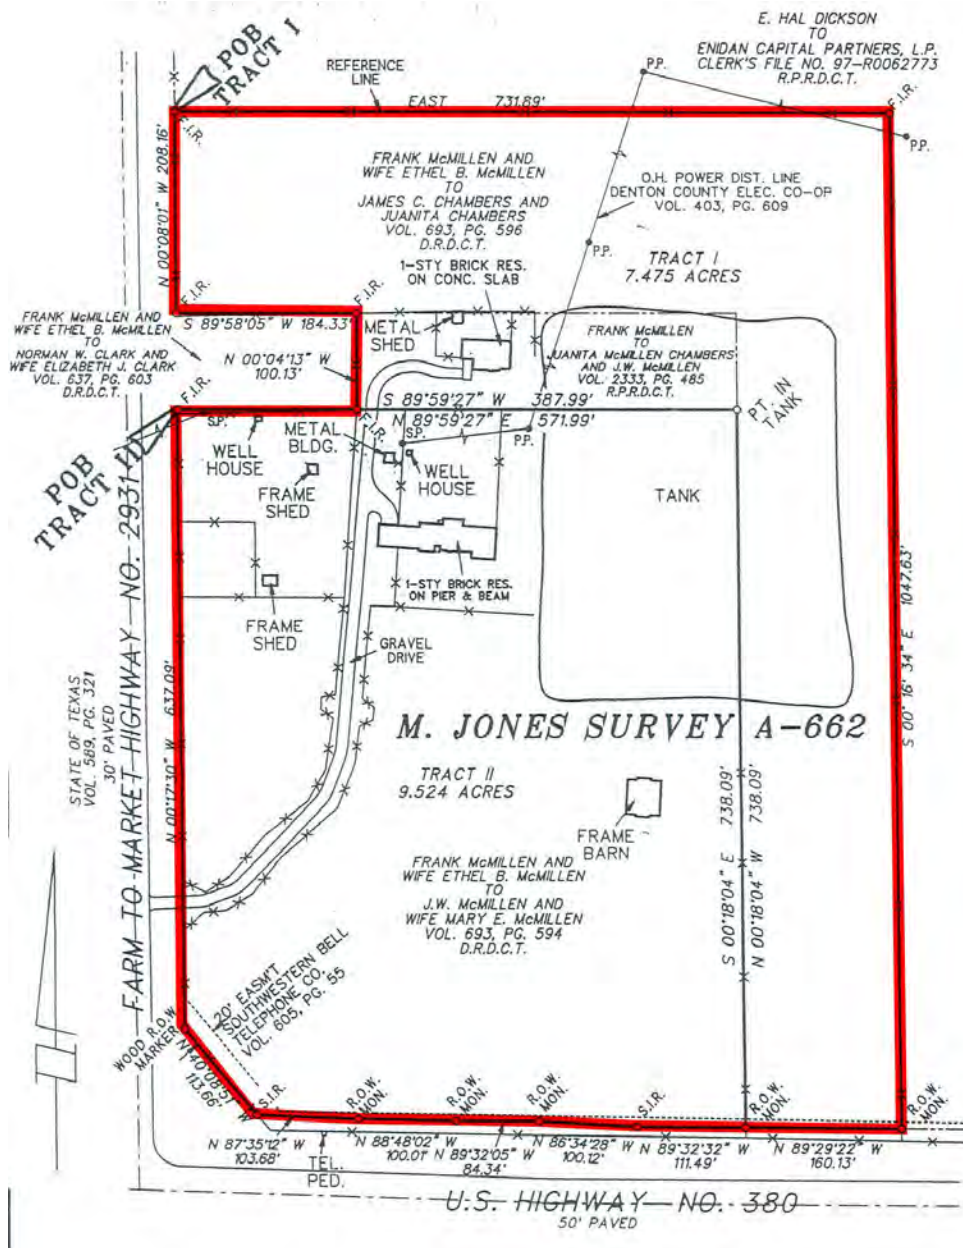 POB
TRACT I
REFERENCE
LINE
EAST 731.89'
E. HAL DICKSON
TO
ENIDAN CAPITAL PARTNERS, L.P.
CLERK'S FILE NO. 97-R0062773
R.P.R.D.C.T.
P.P.
F.I.R.
P.P.
F.I.R.
N 00°08'01" W 208.16'
FRANK McMILLEN AND
WIFE ETHEL B. McMILLEN
TO
JAMES C. CHAMBERS AND
JUANITA CHAMBERS
VOL. 693, PG. 596
D.R.D.C.T.
O.H. POWER DIST. LINE
DENTON COUNTY ELEC. CO-OP
VOL. 403, PG. 609
P.P.
TRACT I
7.475 ACRES
1-STY BRICK RES.
ON CONC. SLAB
F.I.R.
F.I.R.
S 89°58'05" W 184.33'
FRANK McMILLEN AND
WIFE ETHEL B. McMILLEN
TO
NORMAN W. CLARK AND
WIFE ELIZABETH J. CLARK
VOL. 637, PG. 603
D.R.D.C.T.
N 00°04'13" W
100.13'
METAL
SHED
FRANK McMILLEN
TO
JUANITA McMILLEN CHAMBERS
AND J.W. McMILLEN
VOL. 2333, PG. 485
R.P.R.D.C.T.
F.I.R.
S 89°59'27" W 387.99'
N 89°59'27" E 571.99'
PT. IN
TANK
POB
TRACT II
S.P.
WELL
HOUSE
METAL
BLDG.
F.I.R.
S.P.
P.P.
WELL
HOUSE
FRAME
SHED
TANK
1-STY BRICK RES.
ON PIER & BEAM
FRAME
SHED
GRAVEL
DRIVE
S 00° 16' 34" E 1047.63'
STATE OF TEXAS
VOL. 589, PG. 321
30' PAVED
FARM TO MARKET HIGHWAY NO. 2931
N 00°17'30" W 637.09'
M. JONES SURVEY A-662
TRACT II
9.524 ACRES
FRAME
BARN
S 00°18'04" E 738.09'
N 00°18'04" W 738.09'
FRANK McMILLEN AND
WIFE ETHEL B. McMILLEN
TO
J.W. McMILLEN AND
WIFE MARY E. McMILLEN
VOL. 693, PG. 594
D.R.D.C.T.
20' EASM'T
SOUTHWESTERN BELL
TELEPHONE CO.
VOL. 605, PG. 55
WOOD R.O.W.
MARKER
N 40°08'51" W
113.66'
S.I.R.
R.O.W.
MON.
R.O.W.
MON.
R.O.W.
MON.
S.I.R.
R.O.W.
MON.
R.O.W.
MON.
N 87°35'12" W
103.68'
N 88°48'02" W
100.01'
N 89°32'05" W
84.34'
N 86°34'28" W
100.12'
N 89°32'32" W
111.49'
N 89°29'22" W
160.13'
TEL.
PED.
U.S. HIGHWAY NO. 380
50' PAVED